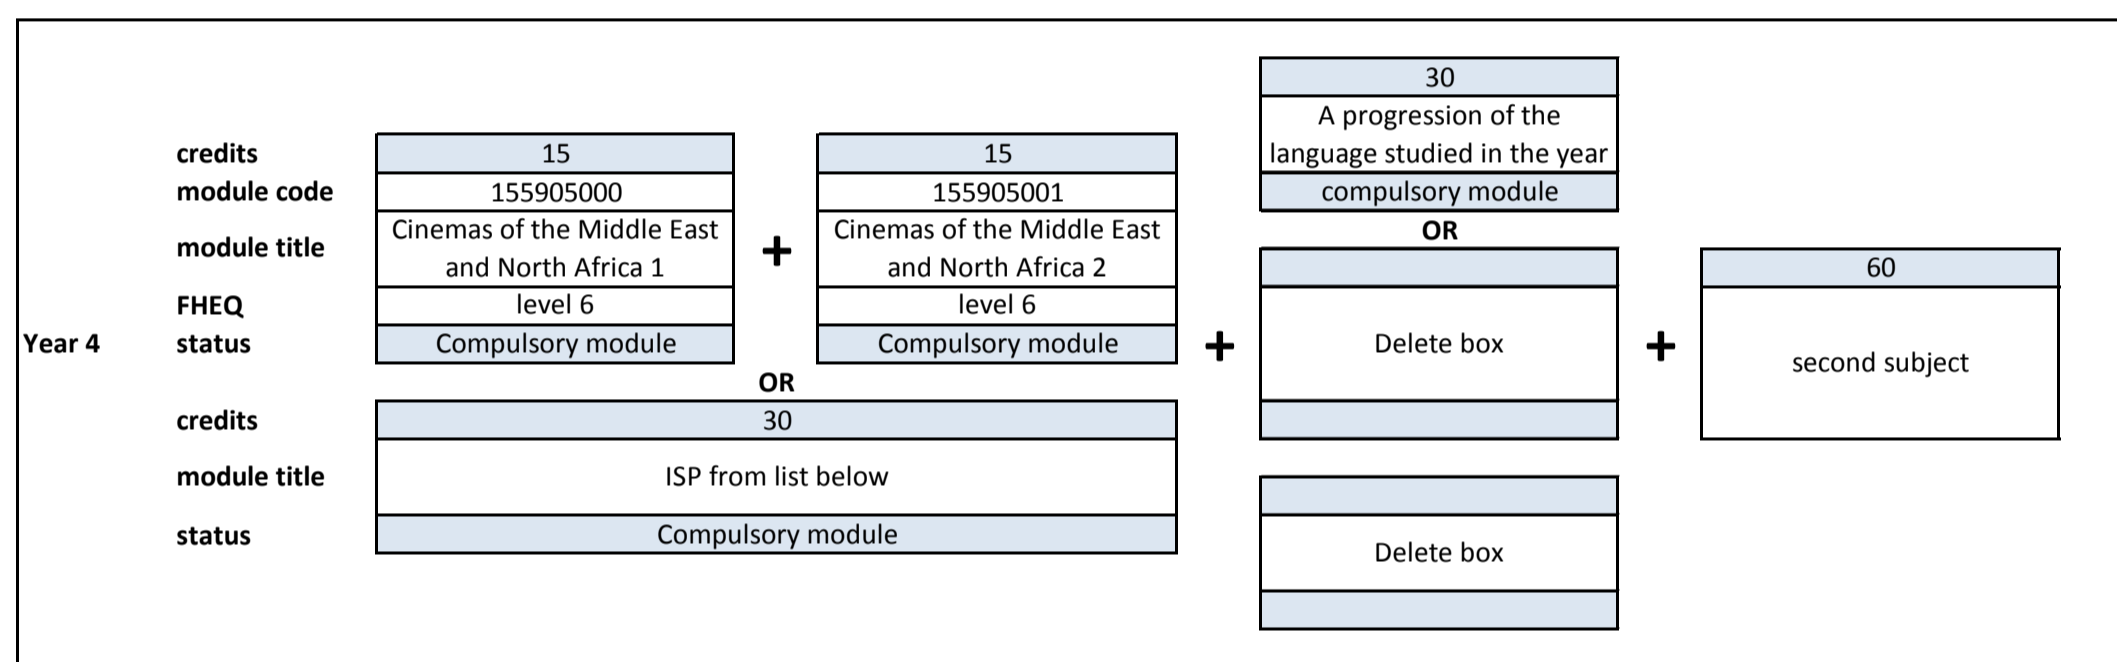 30
A progression of the
language studied in the year
compulsory module
credits 15 15
module code 155905000 155905001
module title
Cinemas of the Middle East
and North Africa 1
+
Cinemas of the Middle East
and North Africa 2
OR
FHEQ level 6 level 6
60
Year 4 status Compulsory module Compulsory module
+
Delete box
+
second subject
OR
credits 30
module title ISP from list below
status Compulsory module
Delete box